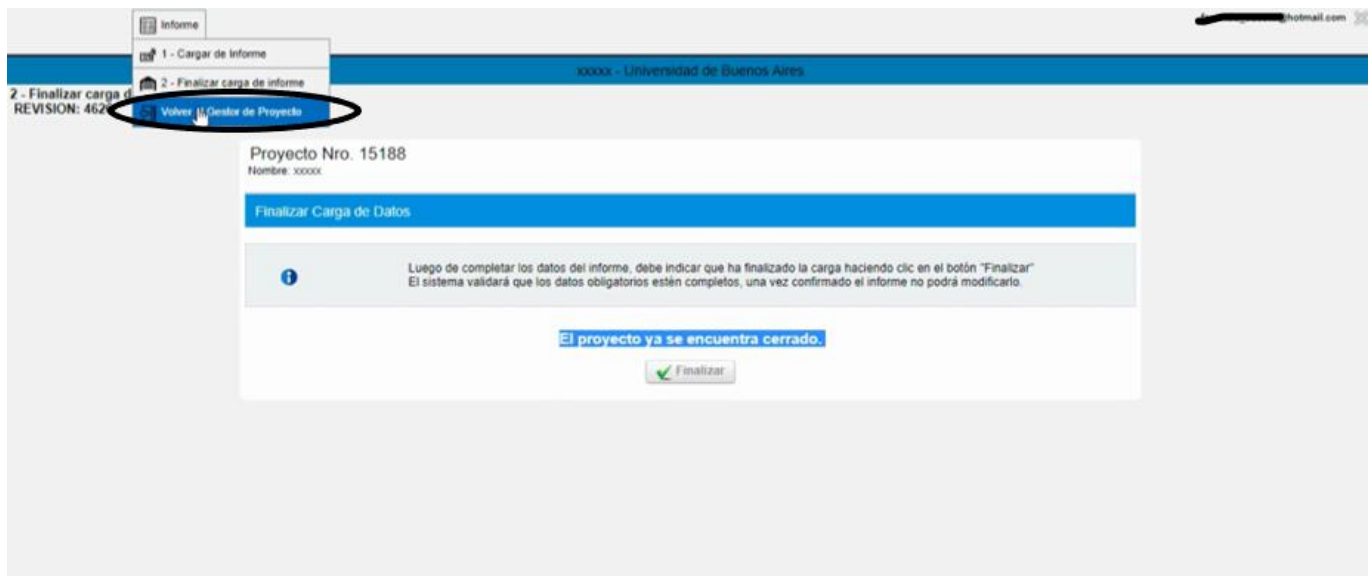 Informe
hotmail.com
1 - Cargar de Informe
xxxxx - Universidad de Buenos Aires
2 - Finalizar carga de informe
2 - Finalizar carga d
REVISION: 462
Volver Gestor de Proyecto
Proyecto Nro. 15188
Nombre: xxxxx
Finalizar Carga de Datos
Luego de completar los datos del informe, debe indicar que ha finalizado la carga haciendo clic en el botón "Finalizar"
El sistema validará que los datos obligatorios estén completos, una vez confirmado el informe no podrá modificarlo.
El proyecto ya se encuentra cerrado.
Finalizar